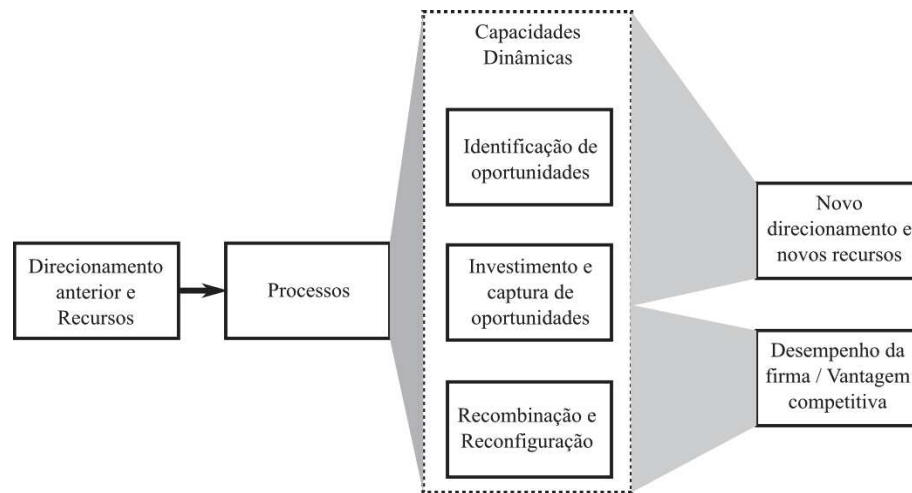 Capacidades
Dinâmicas
Identificação de
oportunidades
Direcionamento
anterior e
Recursos
Processos
Investimento e
captura de
oportunidades
Recombinação e
Reconfiguração
Novo
direcionamento e
novos recursos
Desempenho da
firma / Vantagem
competitiva